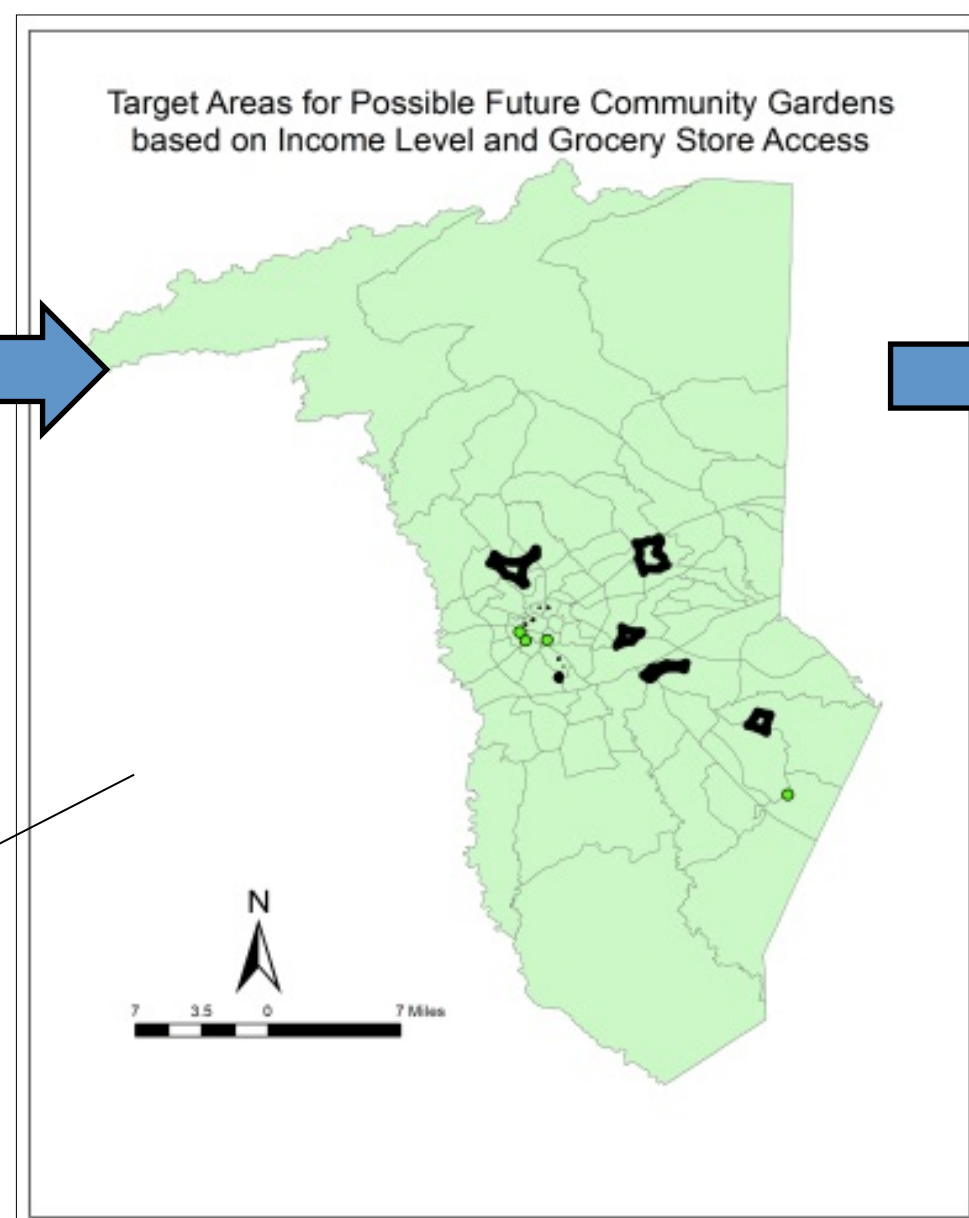 Target Areas for Possible Future Community Gardens
based on Income Level and Grocery Store Access
N
7 3.5 0 7 Miles